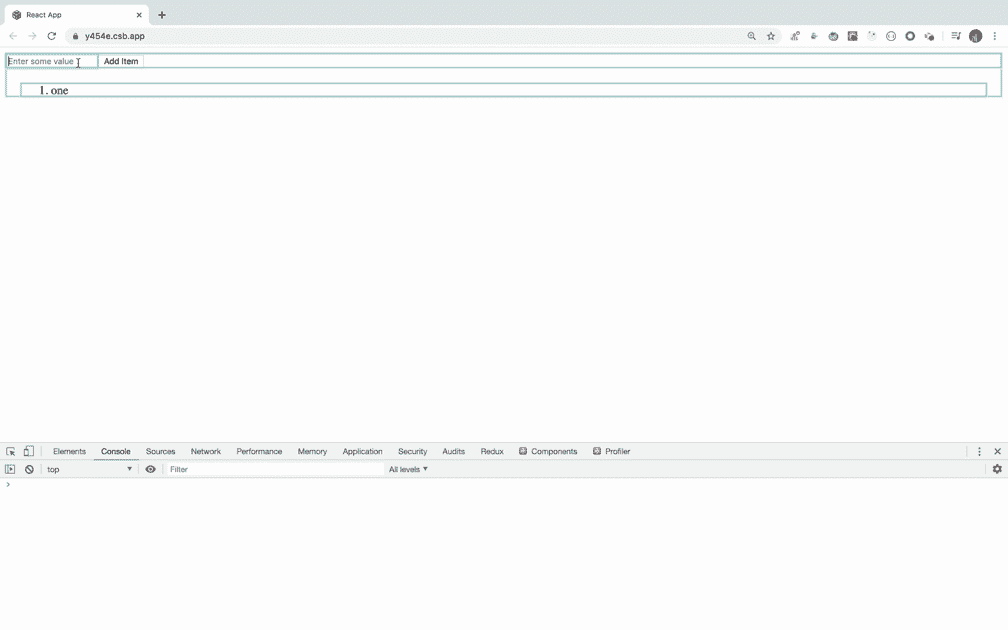 React App
y454e.csb.app
Enter some value Add Item
1. one
Elements Console Sources Network Performance Memory Application Security Audits Redux Components Profiler
top Filter All levels